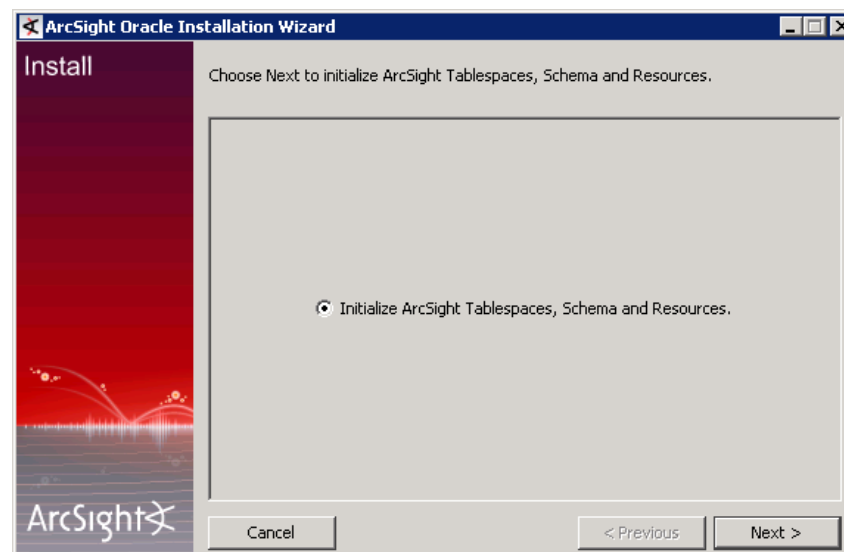 ArcSight Oracle Installation Wizard
Install
Choose Next to initialize ArcSight Tablespaces, Schema and Resources.
Initialize ArcSight Tablespaces, Schema and Resources.
ArcSight
Cancel
< Previous
Next >